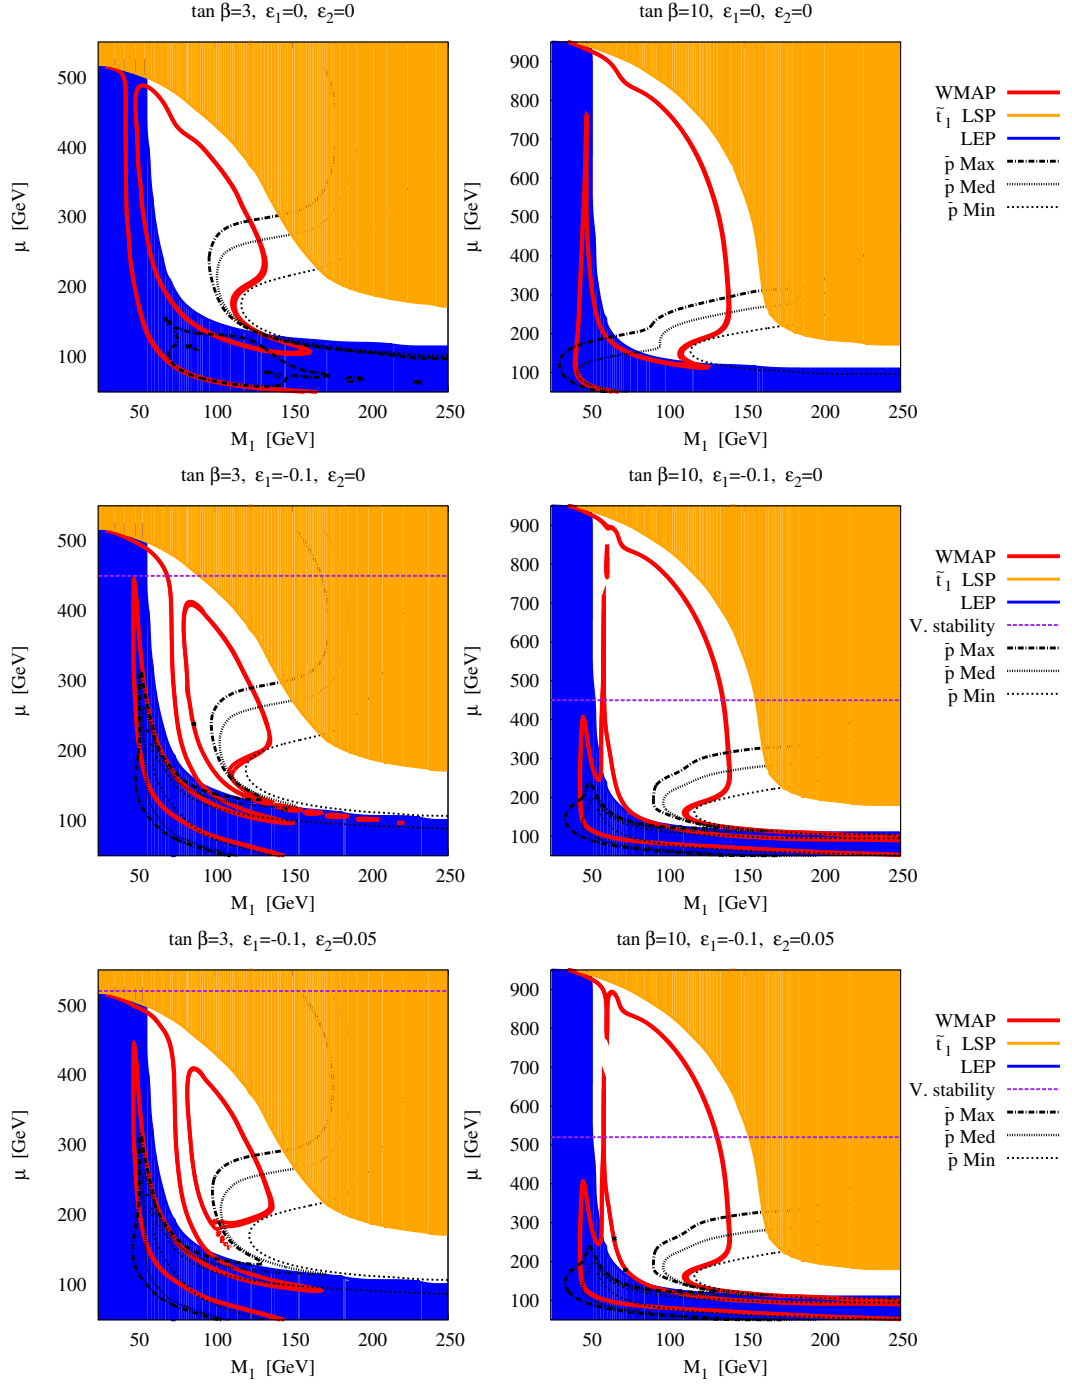 tan β=3, ε₁=0, ε₂=0
500
400
300
200
100
μ [GeV]
50 100 150 200 250
M₁ [GeV]
tan β=10, ε₁=0, ε₂=0
900
800
700
600
500
400
300
200
100
μ [GeV]
50 100 150 200 250
M₁ [GeV]
WMAP
t̃₁ LSP
LEP
p̄ Max
p̄ Med
p̄ Min
tan β=3, ε₁=-0.1, ε₂=0
500
400
300
200
100
μ [GeV]
50 100 150 200 250
M₁ [GeV]
tan β=10, ε₁=-0.1, ε₂=0
900
800
700
600
500
400
300
200
100
μ [GeV]
50 100 150 200 250
M₁ [GeV]
WMAP
t̃₁ LSP
LEP
V. stability
p̄ Max
p̄ Med
p̄ Min
tan β=3, ε₁=-0.1, ε₂=0.05
500
400
300
200
100
μ [GeV]
50 100 150 200 250
M₁ [GeV]
tan β=10, ε₁=-0.1, ε₂=0.05
900
800
700
600
500
400
300
200
100
μ [GeV]
50 100 150 200 250
M₁ [GeV]
WMAP
t̃₁ LSP
LEP
V. stability
p̄ Max
p̄ Med
p̄ Min